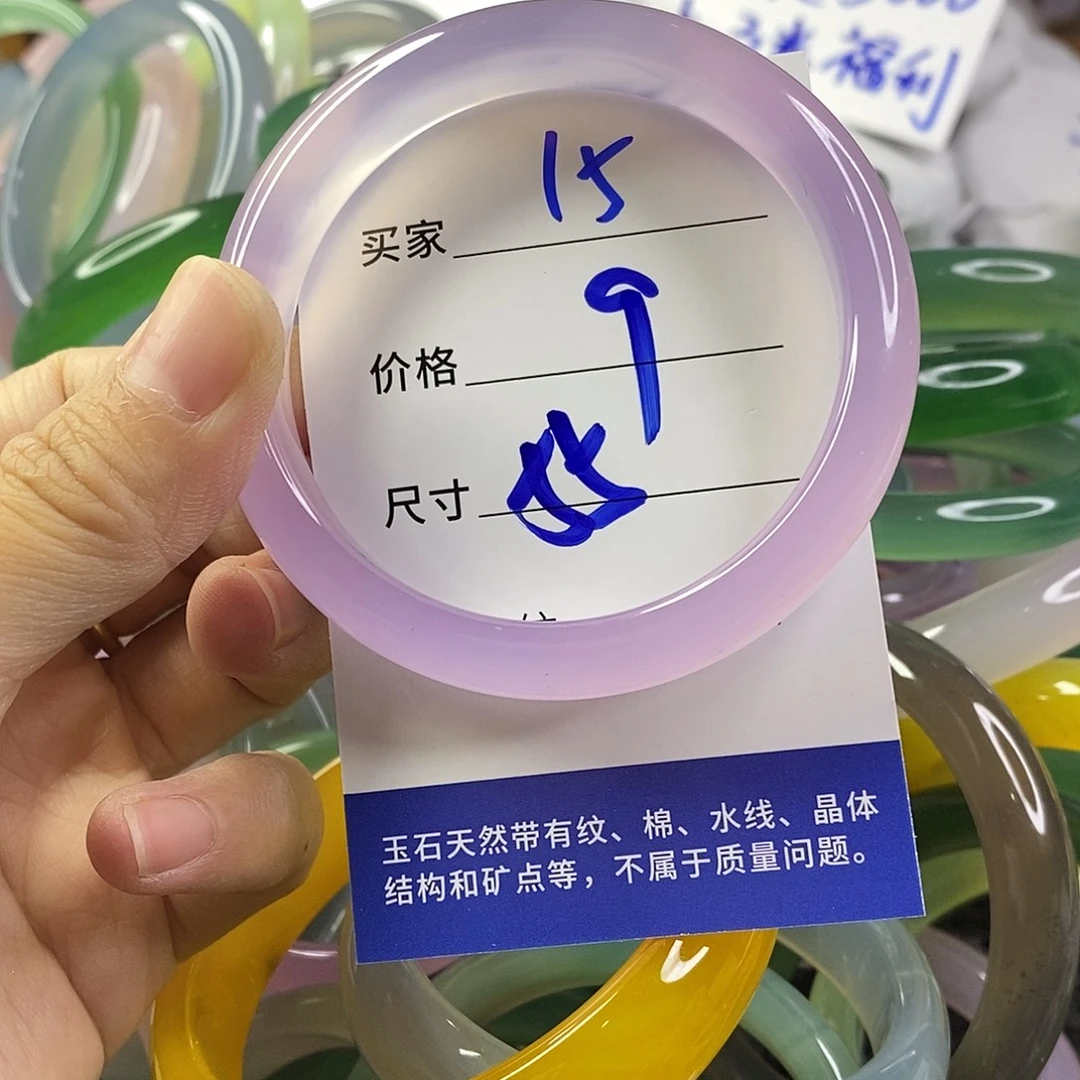 福利
15
买家
价格
尺寸
玉石天然带有纹、棉、水线、晶体
结构和矿点等，不属于质量问题。